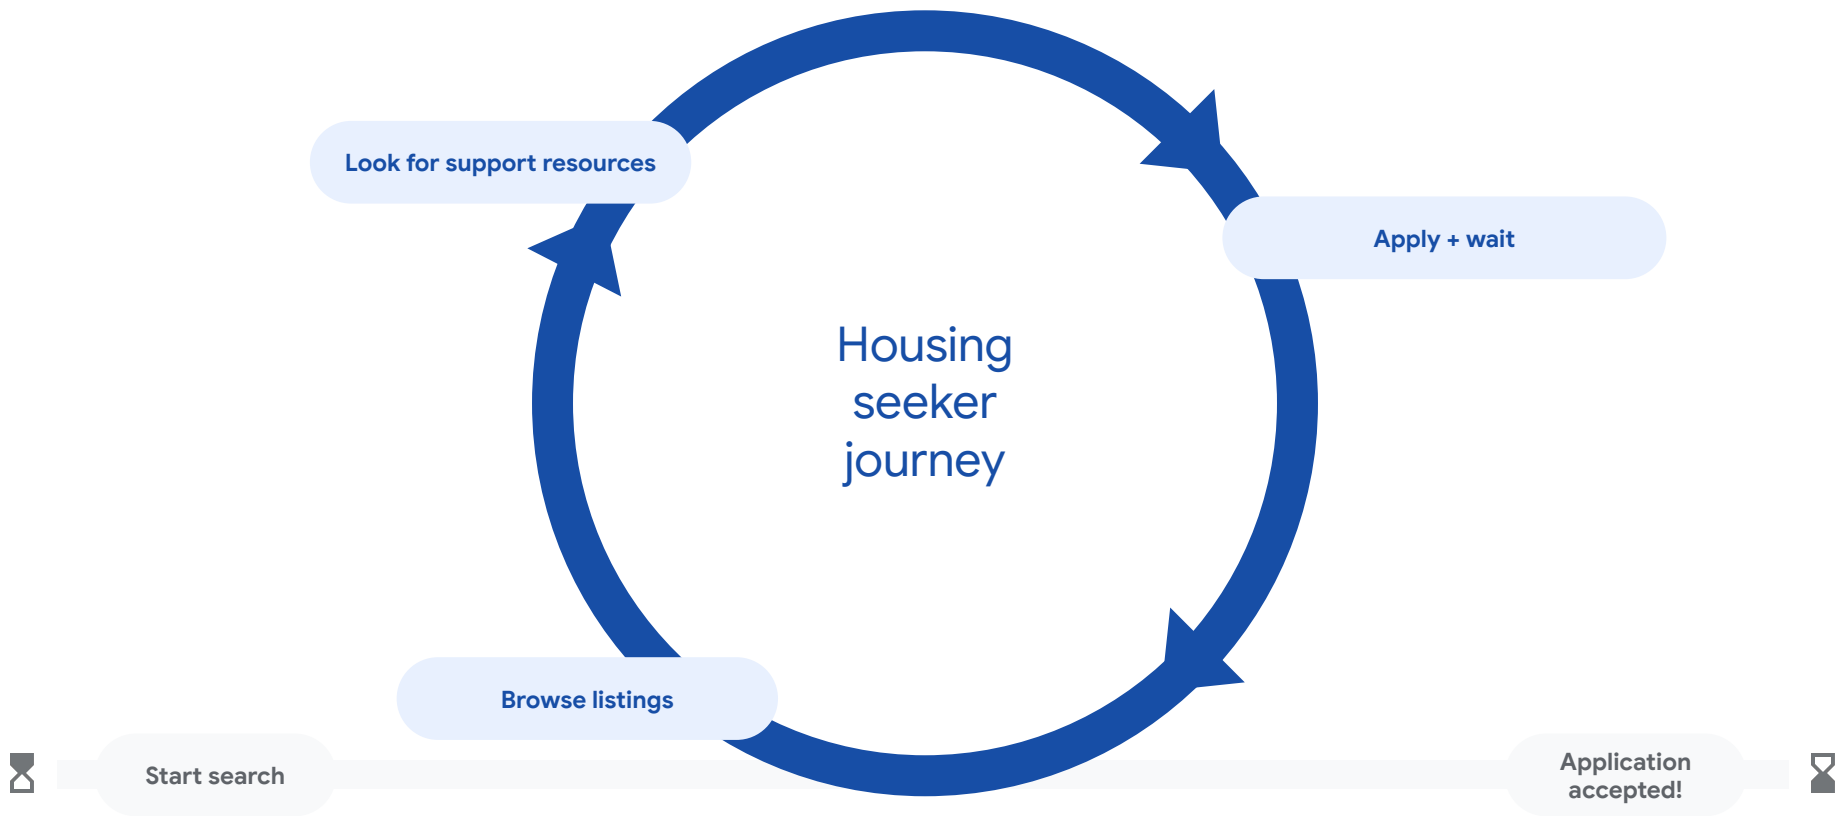 Look for support resources
Apply + wait
Housing
seeker
journey
Browse listings
Start search
Application
accepted!